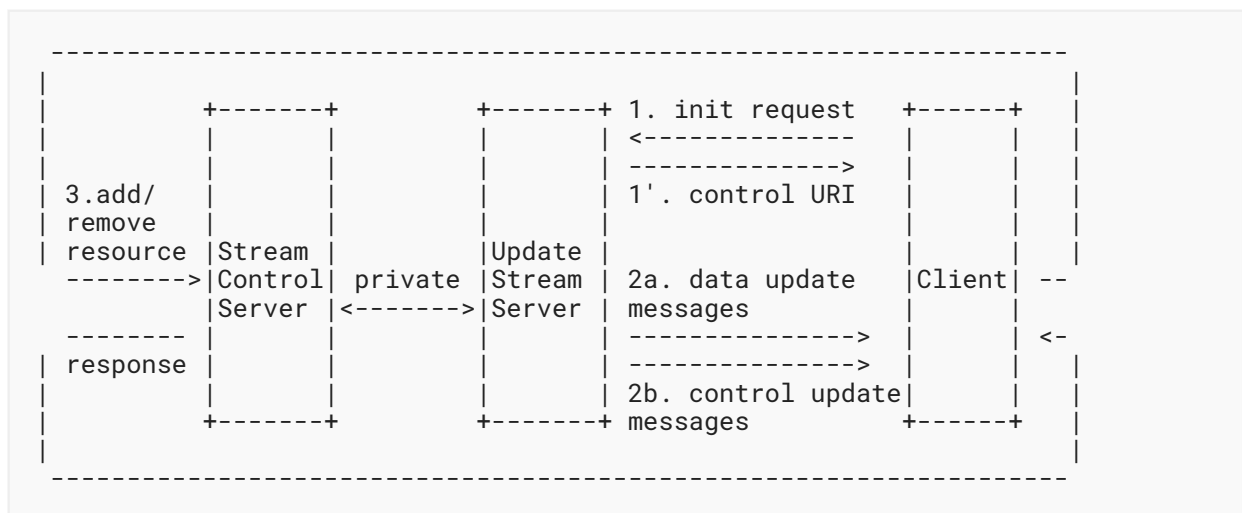 1. init request
3.add/ 1'. control URI
remove
resource Stream Update
Control private Stream 2a. data update Client
Server Server messages
response
2b. control update
messages